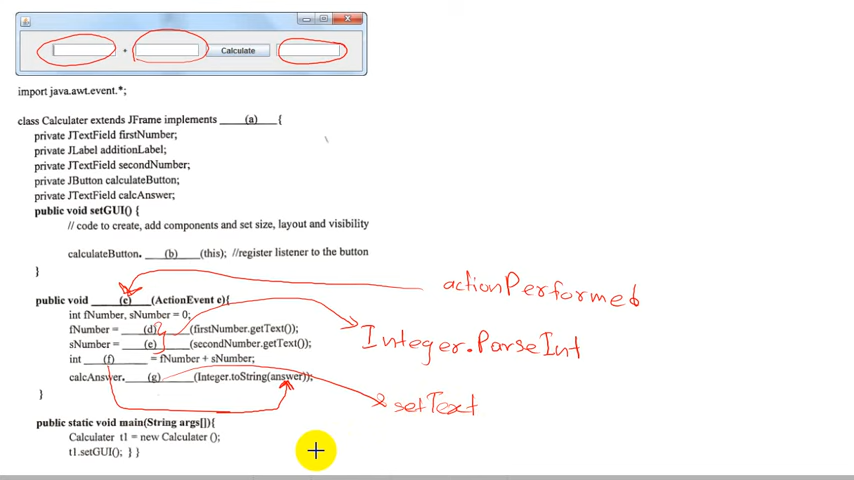 + Calculate
import java.awt.event.*;
class Calculater extends JFrame implements ____(a)____ {
private JTextField firstNumber;
private JLabel additionLabel;
private JTextField secondNumber;
private JButton calculateButton;
private JTextField calcAnswer;
public void setGUI() {
// code to create, add components and set size, layout and visibility
calculateButton. ____(b)____(this); //register listener to the button
}
actionPerformed
public void ____(c)____(ActionEvent e){
int fNumber, sNumber = 0;
fNumber = ____(d)____(firstNumber.getText());
sNumber = ____(e)____(secondNumber.getText());
Integer.ParseInt
int ____(f)____ = fNumber + sNumber;
calcAnswer. ____(g)____(Integer.toString(answer));
}
setText
public static void main(String args[]){
Calculater t1 = new Calculater ();
t1.setGUI(); } }